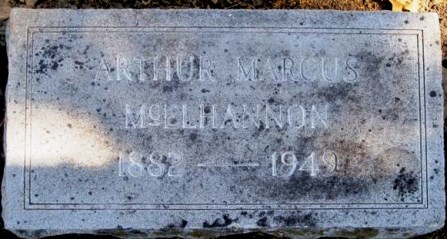 ARTHUR MARCUS
McELHANNON
1882 — 1949